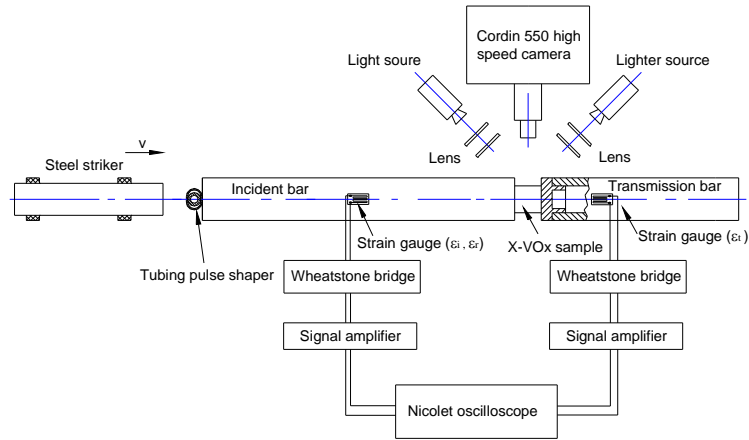 Cordin 550 high
speed camera
Light soure
Lighter source
Lens
Lens
v
Steel striker
Incident bar
Transmission bar
Strain gauge (εi , εr)
X-VOx sample
Strain gauge (εt )
Tubing pulse shaper
Wheatstone bridge
Wheatstone bridge
Signal amplifier
Signal amplifier
Nicolet oscilloscope